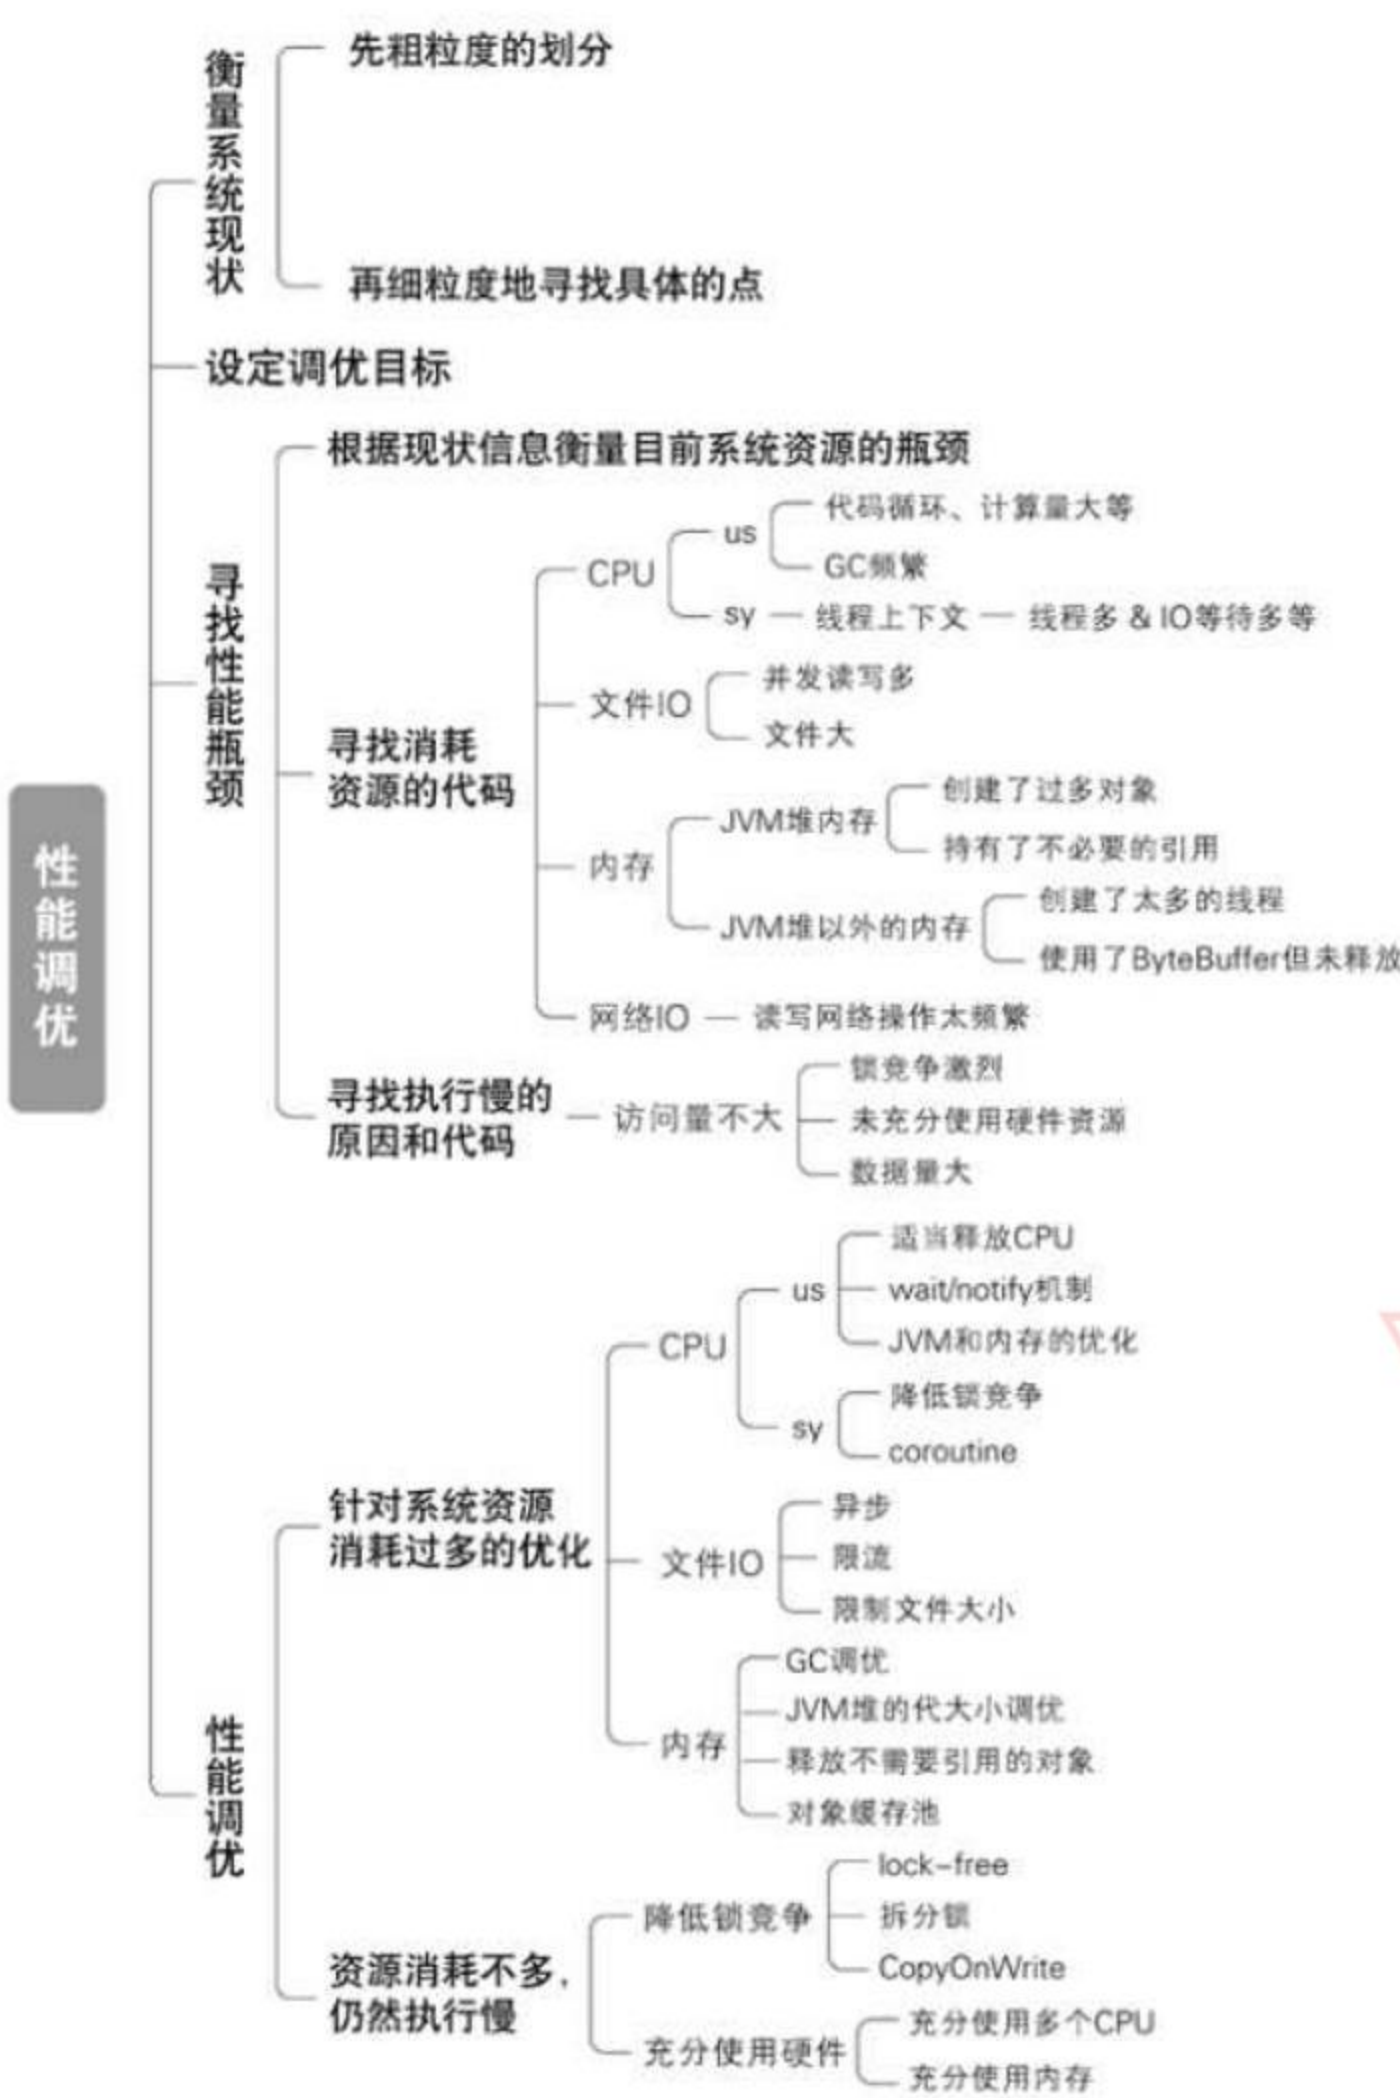 性能调优
衡量系统现状
先粗粒度的划分
再细粒度地寻找具体的点
设定调优目标
寻找性能瓶颈
根据现状信息衡量目前系统资源的瓶颈
寻找消耗
资源的代码
CPU
us
代码循环、计算量大等
GC频繁
sy
线程上下文
线程多 & IO等待多等
文件IO
并发读写多
文件大
内存
JVM堆内存
创建了过多对象
持有了不必要的引用
JVM堆以外的内存
创建了太多的线程
使用了ByteBuffer但未释放
网络IO
读写网络操作太频繁
寻找执行慢的
原因和代码
访问量不大
锁竞争激烈
未充分使用硬件资源
数据量大
性能调优
针对系统资源
消耗过多的优化
CPU
us
适当释放CPU
wait/notify机制
JVM和内存的优化
sy
降低锁竞争
coroutine
文件IO
异步
限流
限制文件大小
内存
GC调优
JVM堆的代大小调优
释放不需要引用的对象
对象缓存池
资源消耗不多，
仍然执行慢
降低锁竞争
lock-free
拆分锁
CopyOnWrite
充分使用硬件
充分使用多个CPU
充分使用内存